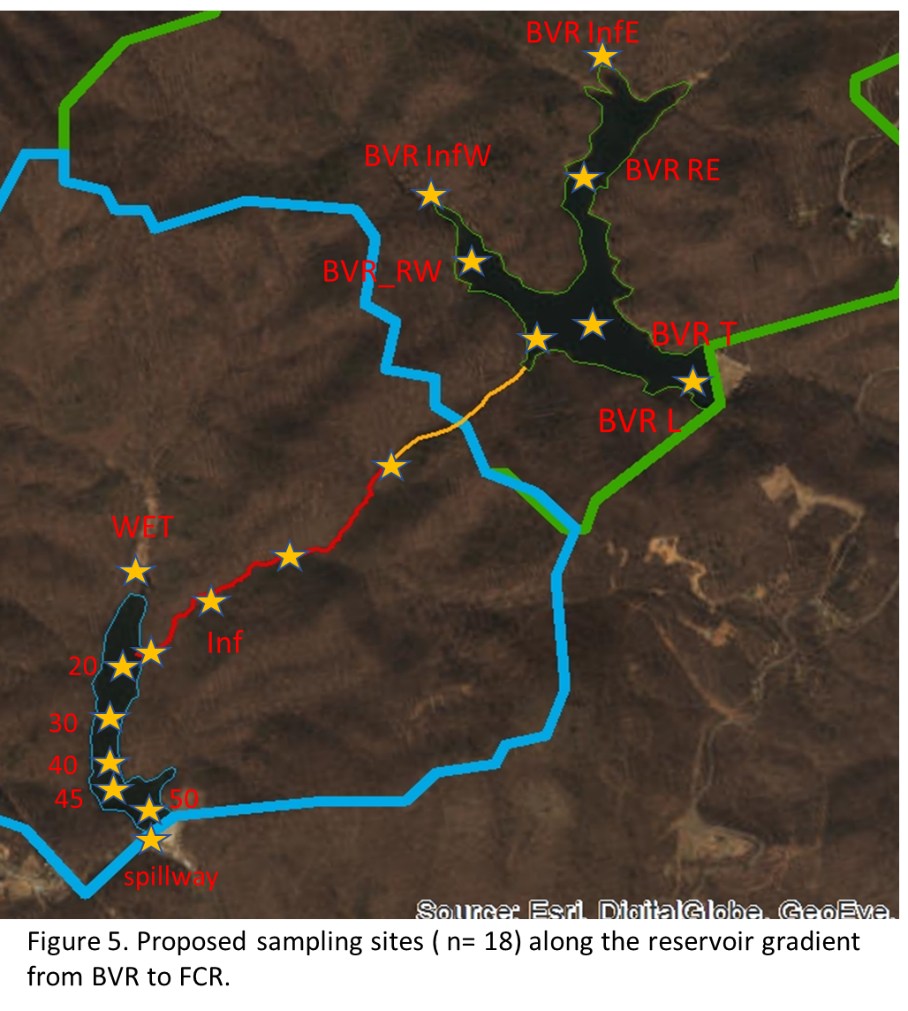 BVR InfE
BVR InfW
BVR RE
BVR_RW
BVR T
BVR L
WET
Inf
20
30
40
45
50
spillway
Source: Esri, DigitalGlobe, GeoEye,
Figure 5. Proposed sampling sites ( n= 18) along the reservoir gradient
from BVR to FCR.